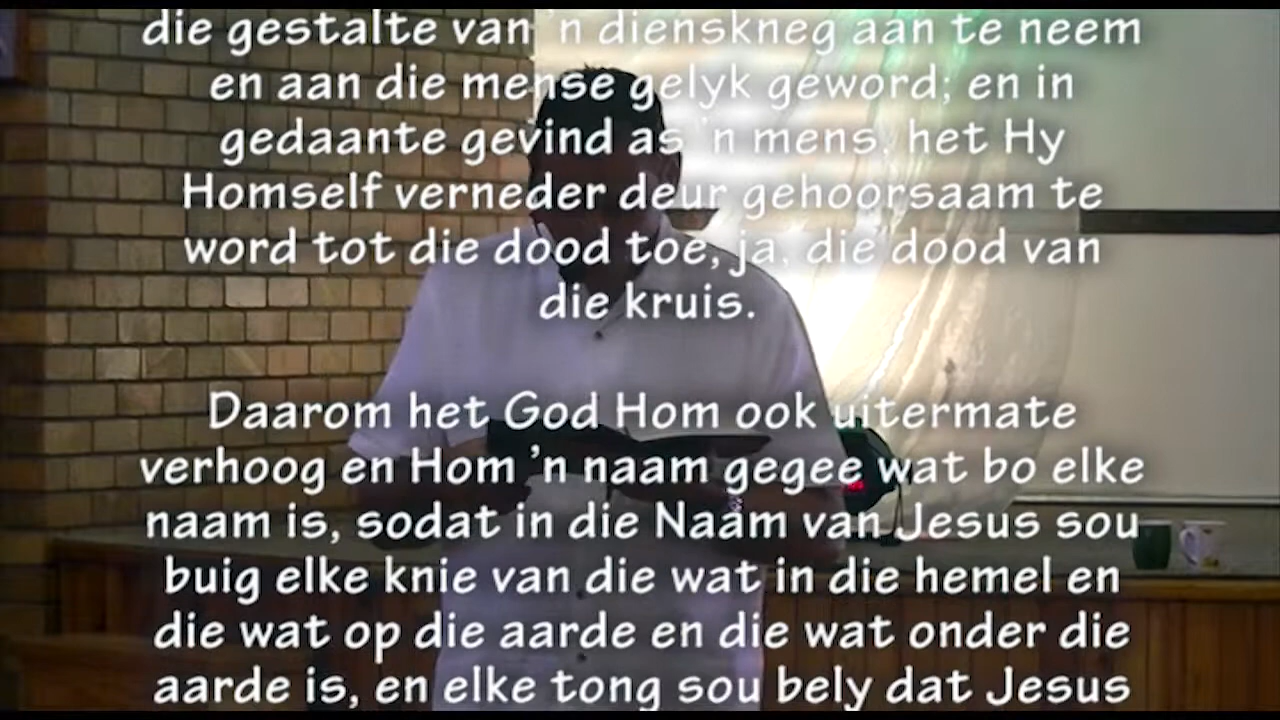 die gestalte van ’n dienskneg aan te neem
en aan die mense gelyk geword; en in
gedaante gevind as ’n mens, het Hy
Homself verneder deur gehoorsaam te
word tot die dood toe, ja, die dood van
die kruis.
Daarom het God Hom ook uitermate
verhoog en Hom ’n naam gegee wat bo elke
naam is, sodat in die Naam van Jesus sou
buig elke knie van die wat in die hemel en
die wat op die aarde en die wat onder die
aarde is, en elke tong sou bely dat Jesus